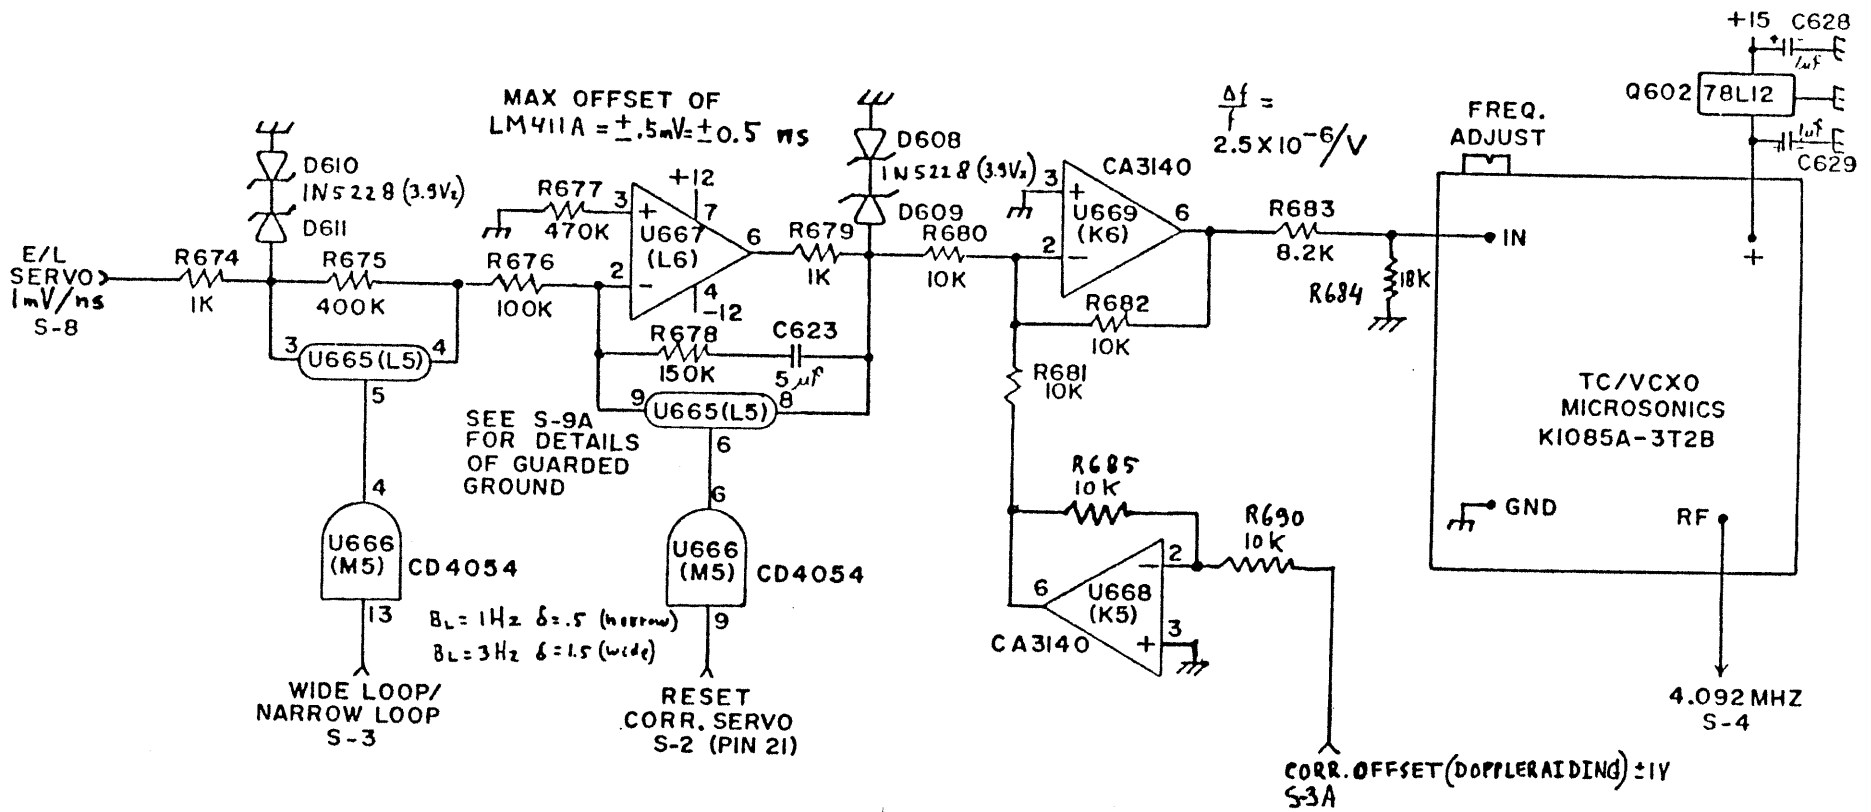 +15
C628
+
1µf
Q602
78L12
1µf
C629
FREQ.
ADJUST
Δf
f
=
2.5X10⁻⁶/V
MAX OFFSET OF
LM411A = ±.5mV=±0.5 ns
D610
IN5228 (3.9Vz)
D611
D608
IN5228 (3.9Vz)
D609
E/L
SERVO
1mV/ns
S-8
R674
1K
R675
400K
R676
100K
R677
470K
+12
3
+
7
U667
(L6)
6
2
-
4
-12
R679
1K
R680
10K
CA3140
3
+
U669
(K6)
6
2
-
R682
10K
R683
8.2K
R684
18K
IN
+
3
U665(L5)
4
5
R678
150K
C623
5 µf
9
U665(L5)
8
6
R681
10K
TC/VCXO
MICROSONICS
K1085A-3T2B
GND
RF
SEE S-9A
FOR DETAILS
OF GUARDED
GROUND
4
U666
(M5)
CD4054
13
6
U666
(M5)
CD4054
9
BL = 1Hz δ=.5 (narrow)
BL = 3Hz δ=1.5 (wide)
R685
10K
R690
10K
2
-
6
U668
(K5)
3
+
CA3140
WIDE LOOP/
NARROW LOOP
S-3
RESET
CORR. SERVO
S-2 (PIN 21)
4.092 MHZ
S-4
CORR. OFFSET (DOPPLERAIDING) ±1V
S-3A